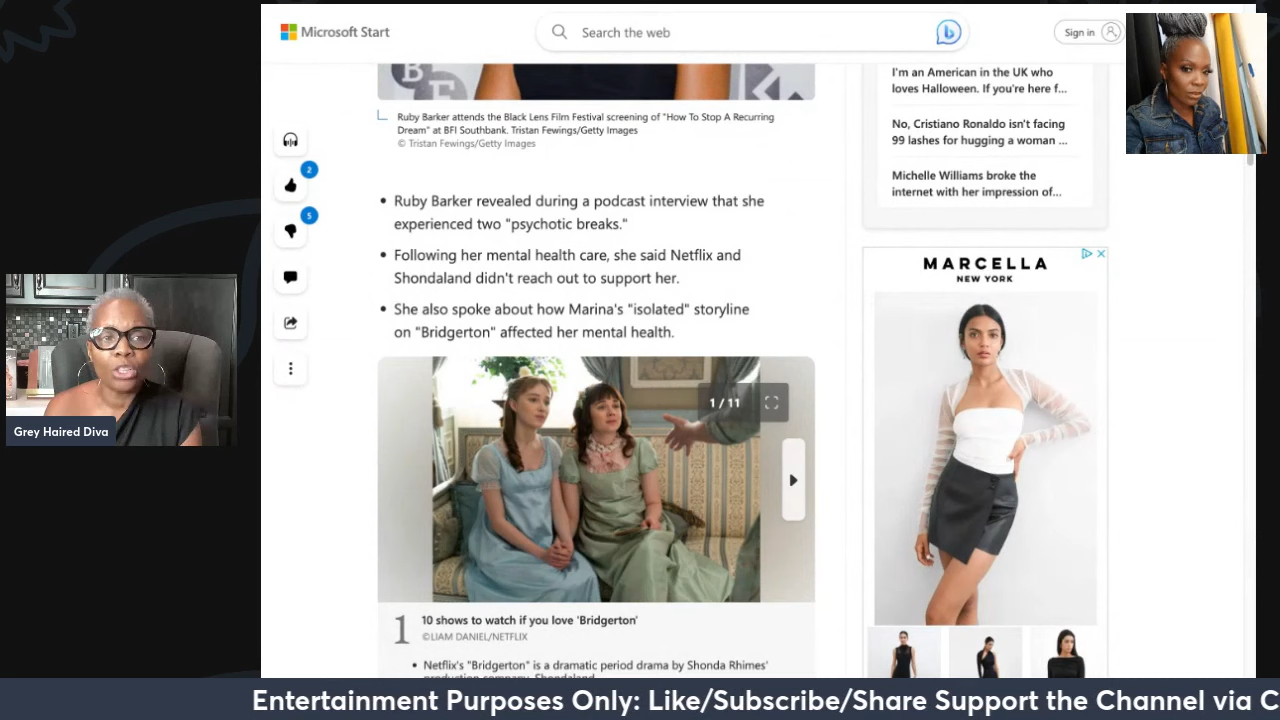 Microsoft Start
Search the web
Sign in
Ruby Barker attends the Black Lens Film Festival screening of "How To Stop A Recurring
Dream" at BFI Southbank. Tristan Fewings/Getty Images
© Tristan Fewings/Getty Images
2
5
• Ruby Barker revealed during a podcast interview that she
experienced two "psychotic breaks."
• Following her mental health care, she said Netflix and
Shondaland didn't reach out to support her.
• She also spoke about how Marina's "isolated" storyline
on "Bridgerton" affected her mental health.
1 / 11
1
10 shows to watch if you love 'Bridgerton'
©LIAM DANIEL/NETFLIX
• Netflix's "Bridgerton" is a dramatic period drama by Shonda Rhimes'
production company, Shondaland.
I'm an American in the UK who
loves Halloween. If you're here f...
No, Cristiano Ronaldo isn't facing
99 lashes for hugging a woman ...
Michelle Williams broke the
internet with her impression of...
MARCELLA
NEW YORK
Grey Haired Diva
Entertainment Purposes Only: Like/Subscribe/Share Support the Channel via C